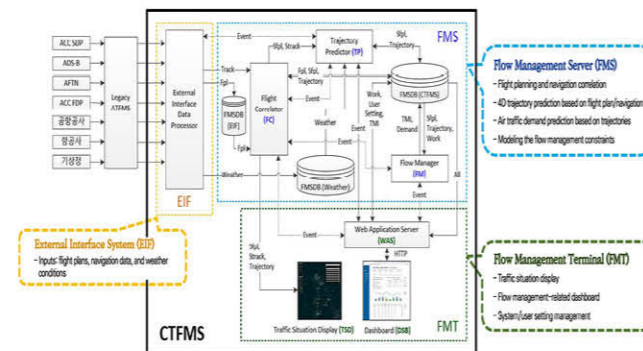 ACC SDP
ADS-B
AFTN
ACC FDP
공항공사
항공사
기상청
Legacy
ATFMS
External
Interface
Data
Processor
EIF
Event
Track
Fpl
FMSDB
(EIF)
Fpl
Weather
Sfpl, Strack
Flight
Correlator
(FC)
Trajectory
Predictor (TP)
FMS
Sfpl,
Trajectory
Fpl, Sfpl,
Trajectory
Event
Work,
User
Setting,
TMI
FMSDB (CTFMS)
Weather
Event
Event
TMI,
Demand
Sfpl,
Trajectory,
Work
FMSDB (Weather)
Flow Manager
(FM)
All
Event
Event
Web Application Server
(WAS)
HTTP
Sfpl,
Strack,
Trajectory
Traffic Situation Display (TSD)
Dashboard (DSB)
FMT
CTFMS
External Interface System (EIF)
- Inputs: flight plans, navigation data, and weather
conditions
Flow Management Server (FMS)
- Flight planning and navigation correlation
- 4D trajectory prediction based on flight plan/navigation
- Air traffic demand prediction based on trajectories
- Modeling the flow management constraints
Flow Management Terminal (FMT)
- Traffic situation display
- Flow management-related dashboard
- System/user setting management